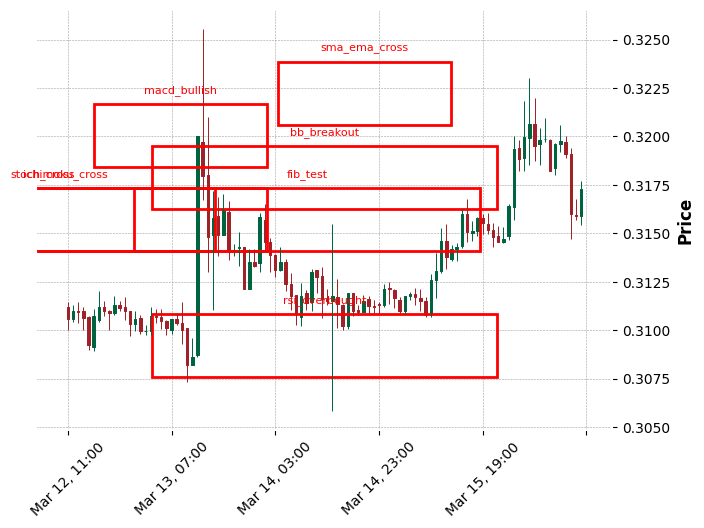 sma_ema_cross
macd_bullish
bb_breakout
fib_test
0.3250
0.3225
0.3200
0.3175
0.3150
0.3125
0.3100
0.3075
0.3050
Price
Mar 12, 11:00
Mar 13, 07:00
Mar 14, 03:00
Mar 14, 23:00
Mar 15, 19:00